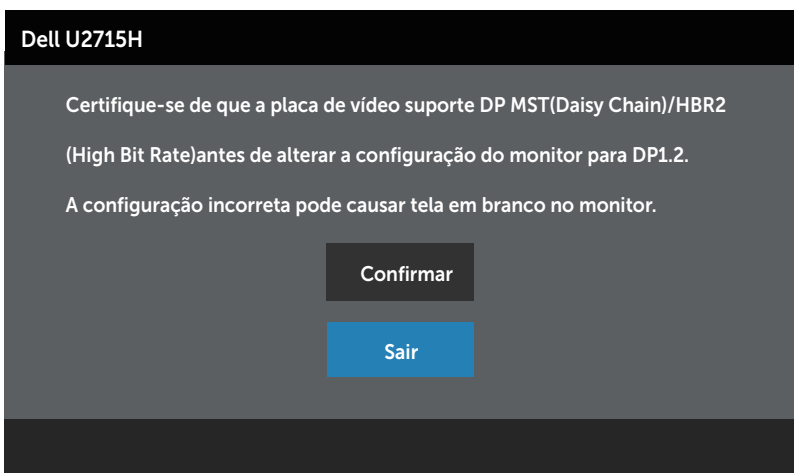 Dell U2715H
Certifique-se de que a placa de vídeo suporte DP MST(Daisy Chain)/HBR2
(High Bit Rate)antes de alterar a configuração do monitor para DP1.2.
A configuração incorreta pode causar tela em branco no monitor.
Confirmar
Sair